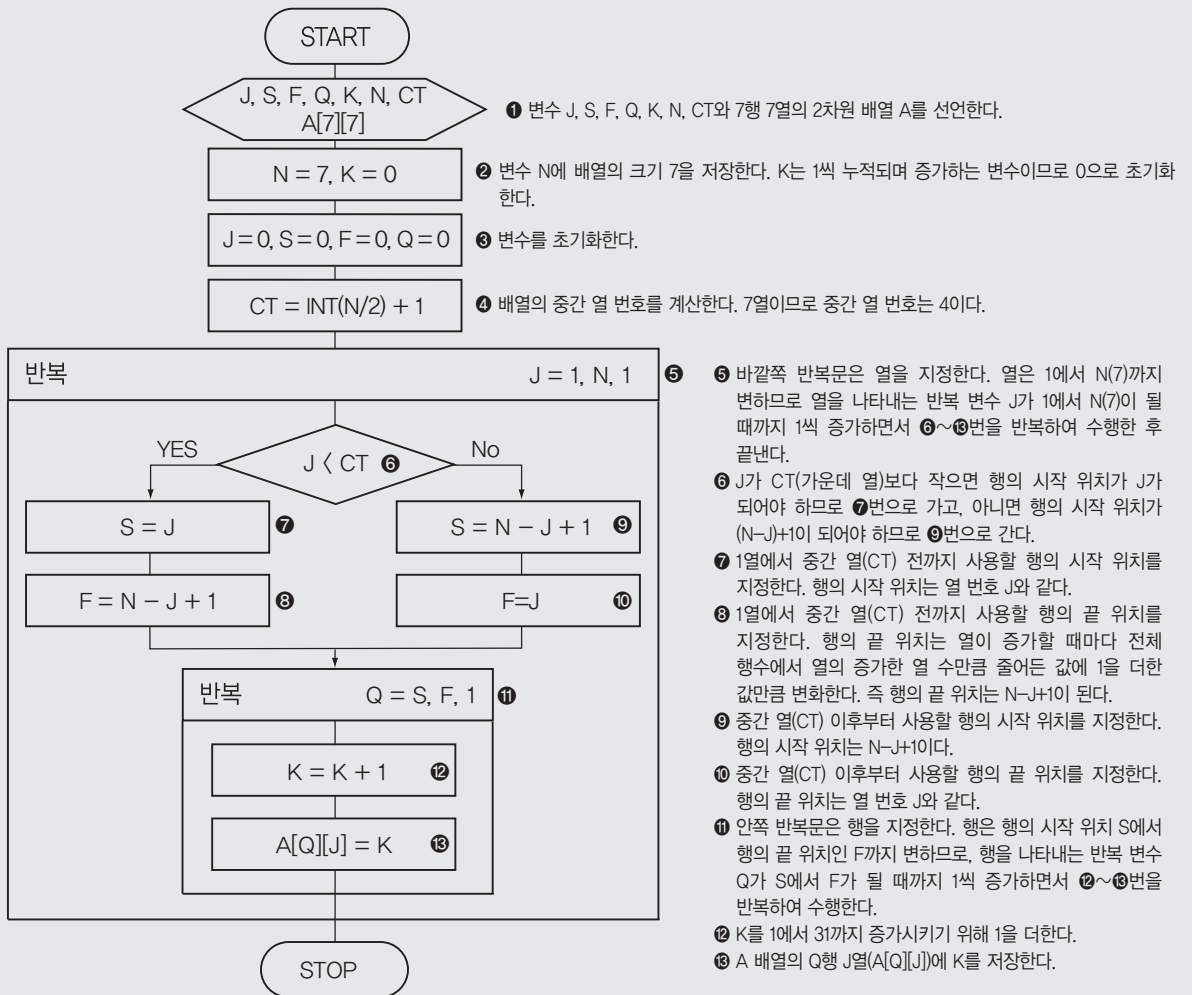 START
J, S, F, Q, K, N, CT
A[7][7]
❶ 변수 J, S, F, Q, K, N, CT와 7행 7열의 2차원 배열 A를 선언한다.
N = 7, K = 0
❷ 변수 N에 배열의 크기 7을 저장한다. K는 1씩 누적되며 증가하는 변수이므로 0으로 초기화
한다.
J = 0, S = 0, F = 0, Q = 0
❸ 변수를 초기화한다.
CT = INT(N/2) + 1
❹ 배열의 중간 열 번호를 계산한다. 7열이므로 중간 열 번호는 4이다.
반복 J = 1, N, 1 ❺
YES
J < CT ❻
No
S = J ❼
S = N − J + 1 ❾
F = N − J + 1 ❽
F=J ❿
반복 Q = S, F, 1 ⓫
K = K + 1 ⓬
A[Q][J] = K ⓭
STOP
❺ 바깥쪽 반복문은 열을 지정한다. 열은 1에서 N(7)까지
변하므로 열을 나타내는 반복 변수 J가 1에서 N(7)이 될
때까지 1씩 증가하면서 ❻~⓭번을 반복하여 수행한 후
끝낸다.
❻ J가 CT(가운데 열)보다 작으면 행의 시작 위치가 J가
되어야 하므로 ❼번으로 가고, 아니면 행의 시작 위치가
(N−J)+1이 되어야 하므로 ❾번으로 간다.
❼ 1열에서 중간 열(CT) 전까지 사용할 행의 시작 위치를
지정한다. 행의 시작 위치는 열 번호 J와 같다.
❽ 1열에서 중간 열(CT) 전까지 사용할 행의 끝 위치를
지정한다. 행의 끝 위치는 열이 증가할 때마다 전체
행수에서 열의 증가한 열 수만큼 줄어든 값에 1을 더한
값만큼 변화한다. 즉 행의 끝 위치는 N−J+1이 된다.
❾ 중간 열(CT) 이후부터 사용할 행의 시작 위치를 지정한다.
행의 시작 위치는 N−J+1이다.
❿ 중간 열(CT) 이후부터 사용할 행의 끝 위치를 지정한다.
행의 끝 위치는 열 번호 J와 같다.
⓫ 안쪽 반복문은 행을 지정한다. 행은 행의 시작 위치 S에서
행의 끝 위치인 F까지 변하므로, 행을 나타내는 반복 변수
Q가 S에서 F가 될 때까지 1씩 증가하면서 ⓬~⓭번을
반복하여 수행한다.
⓬ K를 1에서 31까지 증가시키기 위해 1을 더한다.
⓭ A 배열의 Q행 J열(A[Q][J])에 K를 저장한다.